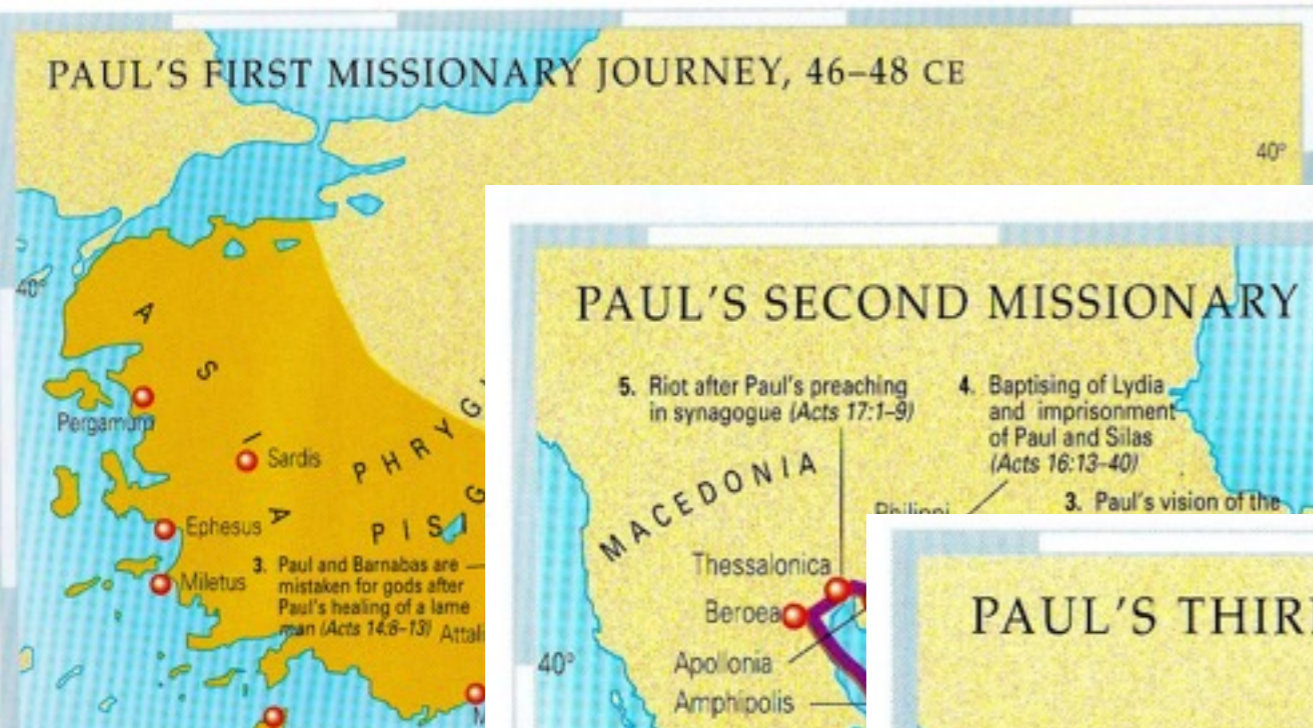 PAUL'S FIRST MISSIONARY JOURNEY, 46–48 CE
40°
40°
ASIA
Pergamum
Sardis
PHRYG
PISI
Ephesus
Miletus
3. Paul and Barnabas are
mistaken for gods after
Paul's healing of a lame
man (Acts 14:8–13)
Attali
PAUL'S SECOND MISSIONARY
5. Riot after Paul's preaching
in synagogue (Acts 17:1–9)
4. Baptising of Lydia
and imprisonment
of Paul and Silas
(Acts 16:13–40)
3. Paul's vision of the
MACEDONIA
Philippi
Thessalonica
Beroea
Apollonia
Amphipolis
40°
PAUL'S THIR